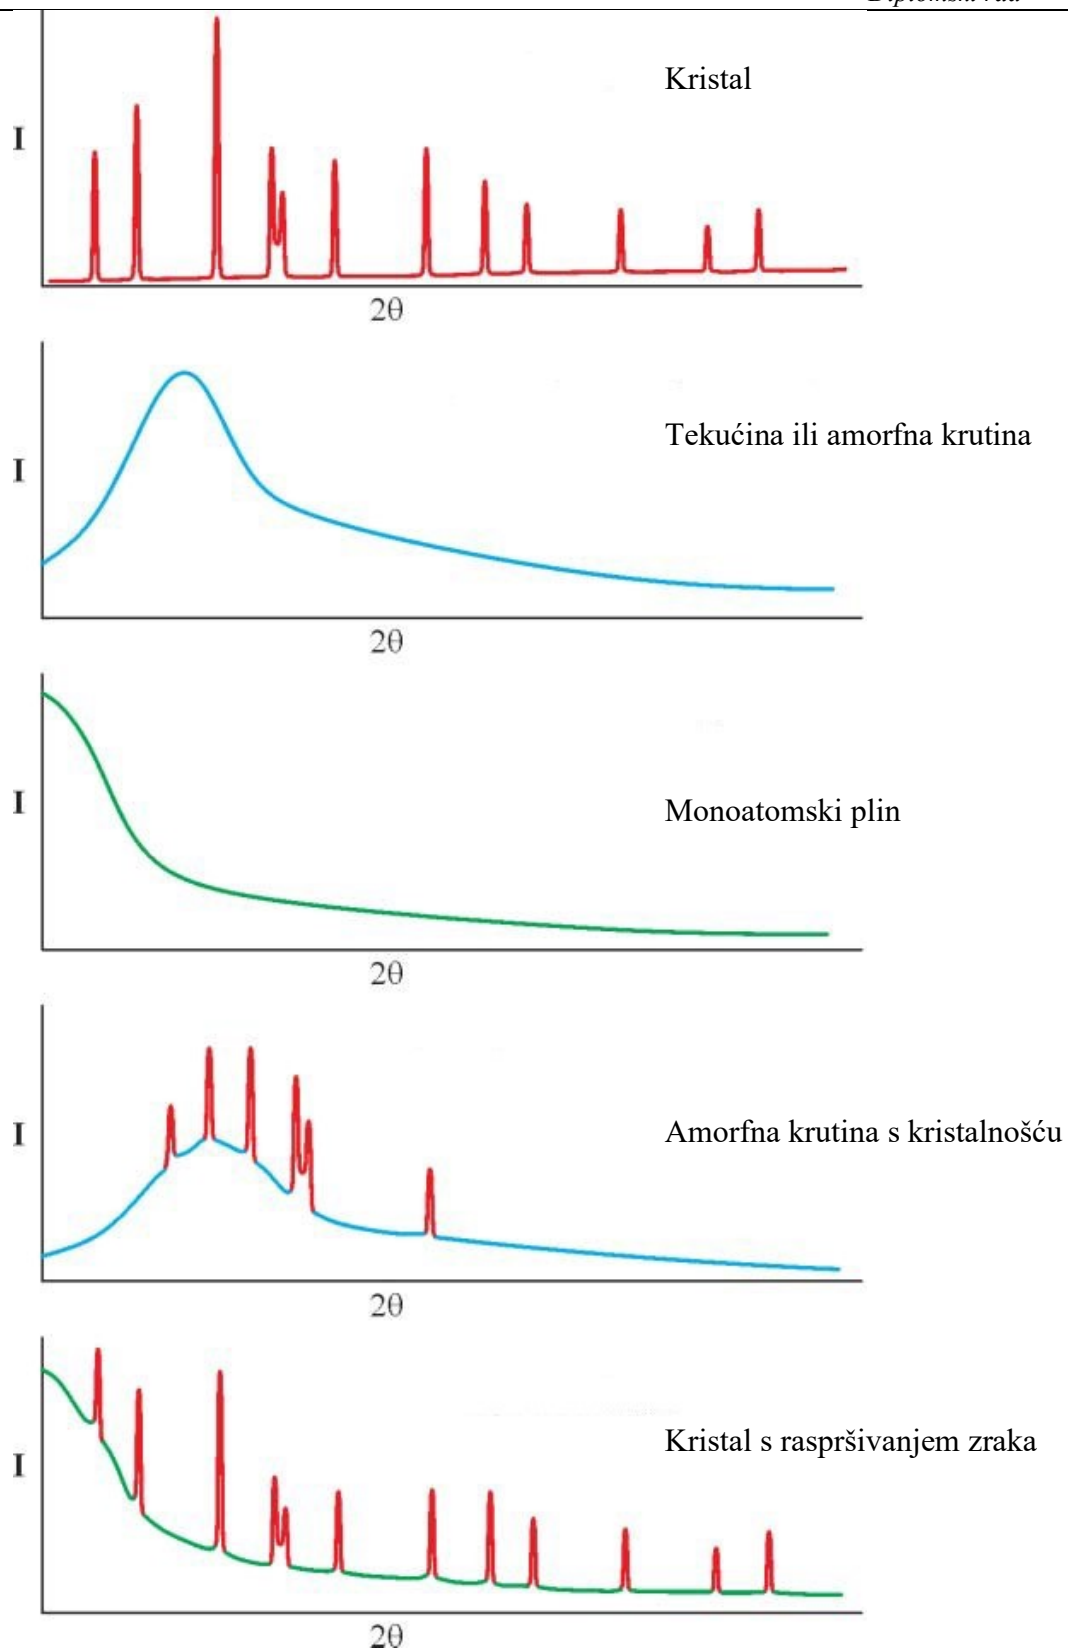 Kristal
I
2θ
Tekućina ili amorfna krutina
I
2θ
Monoatomski plin
I
2θ
Amorfna krutina s kristalnošću
I
2θ
Kristal s raspršivanjem zraka
I
2θ